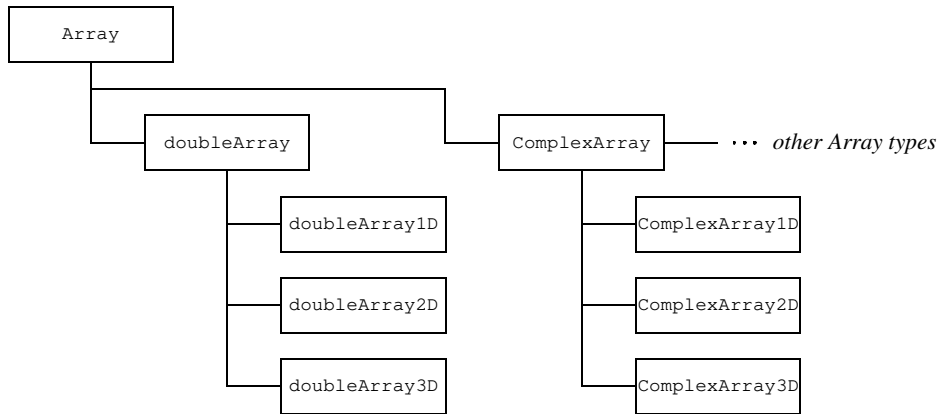 Array
doubleArray
ComplexArray
··· other Array types
doubleArray1D
ComplexArray1D
doubleArray2D
ComplexArray2D
doubleArray3D
ComplexArray3D